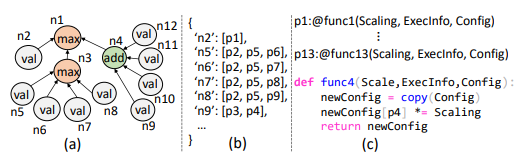 n1
n12
n2
max
n4
val
n11
val
n3
add
val
max
val
val
val
val
val
n10
n5
val
n6
n7
n8
n9
(a)
{
‘n2’: [p1],
‘n5’: [p2, p5, p6],
‘n6’: [p2, p5, p7],
‘n7’: [p2, p5, p8],
‘n8’: [p2, p5, p9],
‘n9’: [p3, p4],
…
}
(b)
p1:@func1(Scaling, ExecInfo, Config)
⋮
p13:@func13(Scaling, ExecInfo, Config)
def func4(Scale,ExecInfo,Config):
newConfig = copy(Config)
newConfig[p4] *= Scaling
return newConfig
(c)